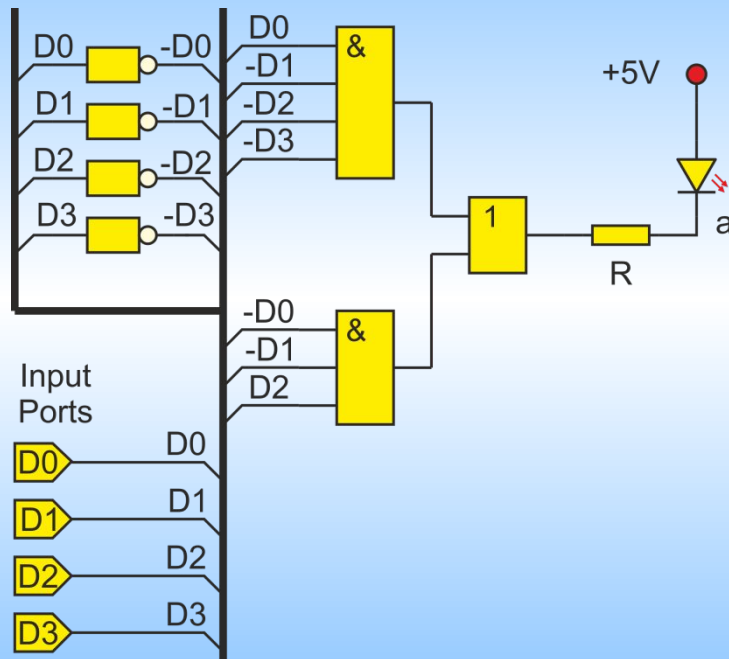 D0 -D0
D1 -D1
D2 -D2
D3 -D3
D0
-D1
-D2
-D3
&
1
+5V
a
R
-D0
-D1
D2
&
Input
Ports
D0 D0
D1 D1
D2 D2
D3 D3